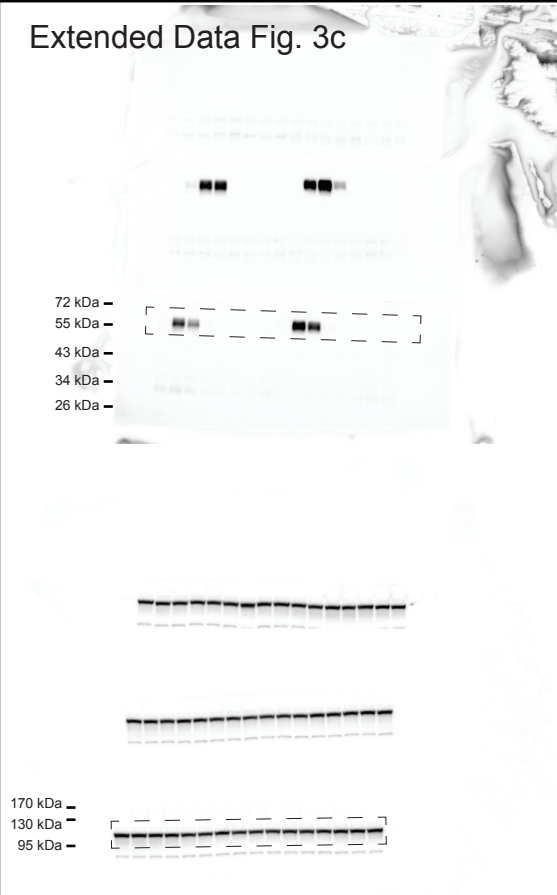 Extended Data Fig. 3c
72 kDa
55 kDa
43 kDa
34 kDa
26 kDa
170 kDa
130 kDa
95 kDa